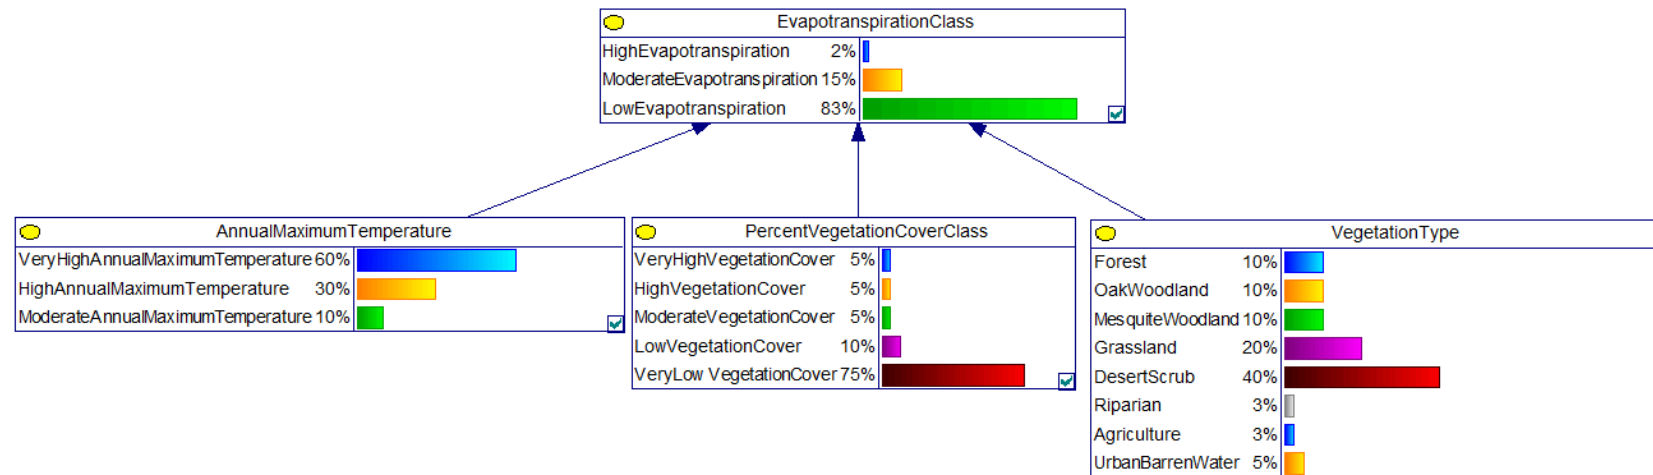 EvapotranspirationClass
HighEvapotranspiration 2%
ModerateEvapotranspiration 15%
LowEvapotranspiration 83%
AnnualMaximumTemperature
VeryHighAnnualMaximumTemperature 60%
HighAnnualMaximumTemperature 30%
ModerateAnnualMaximumTemperature 10%
PercentVegetationCoverClass
VeryHighVegetationCover 5%
HighVegetationCover 5%
ModerateVegetationCover 5%
LowVegetationCover 10%
VeryLow VegetationCover 75%
VegetationType
Forest 10%
OakWoodland 10%
MesquiteWoodland 10%
Grassland 20%
DesertScrub 40%
Riparian 3%
Agriculture 3%
UrbanBarrenWater 5%